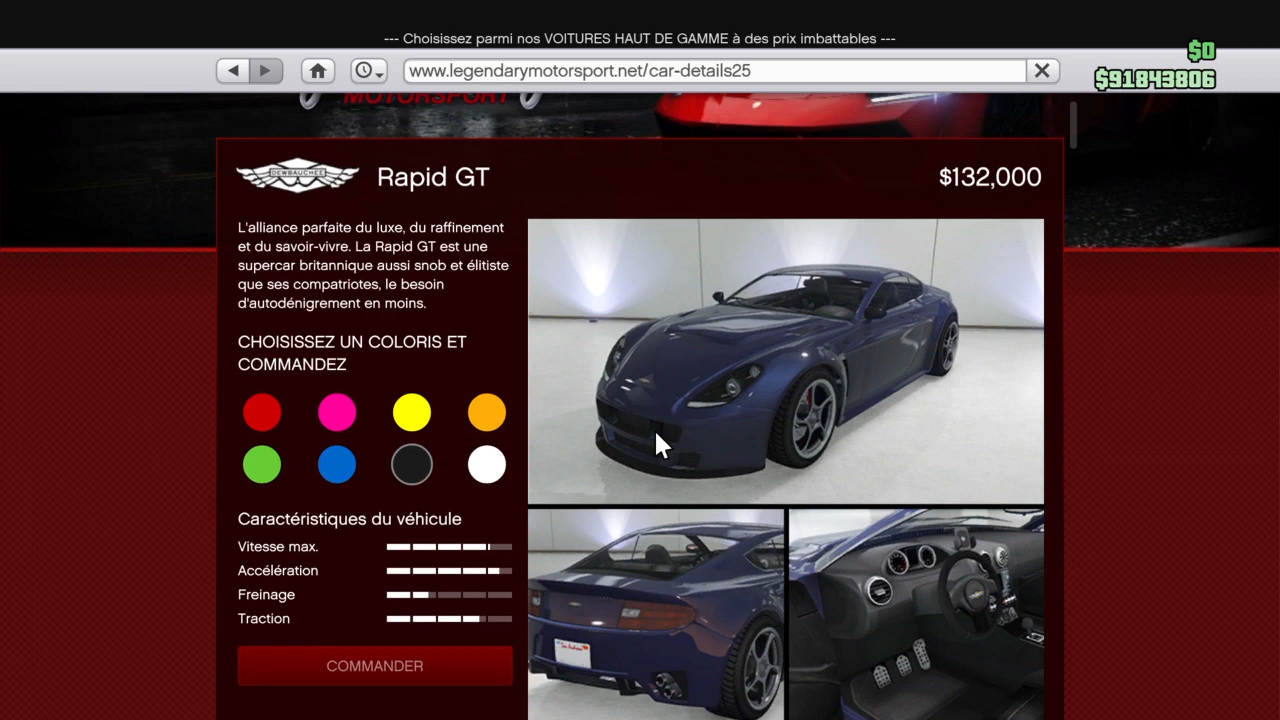 --- Choisissez parmi nos VOITURES HAUT DE GAMME à des prix imbattables ---
$0
www.legendarymotorsport.net/car-details25
$91843806
MOTORSPORT
DEWBAUCHEE
Rapid GT
$132,000
L'alliance parfaite du luxe, du raffinement
et du savoir-vivre. La Rapid GT est une
supercar britannique aussi snob et élitiste
que ses compatriotes, le besoin
d'autodénigrement en moins.
CHOISISSEZ UN COLORIS ET
COMMANDEZ
Caractéristiques du véhicule
Vitesse max.
Accélération
Freinage
Traction
COMMANDER